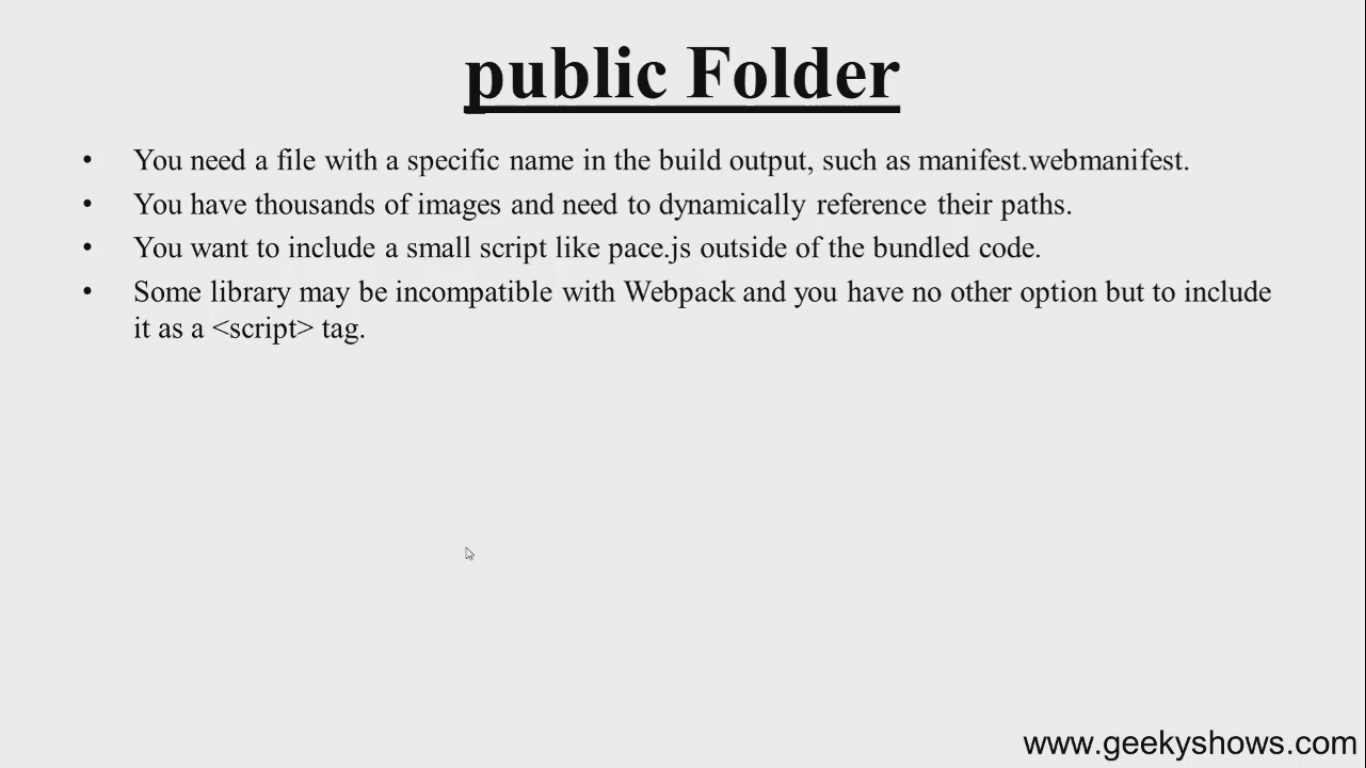 public Folder
• You need a file with a specific name in the build output, such as manifest.webmanifest.
• You have thousands of images and need to dynamically reference their paths.
• You want to include a small script like pace.js outside of the bundled code.
• Some library may be incompatible with Webpack and you have no other option but to include
it as a <script> tag.
www.geekyshows.com